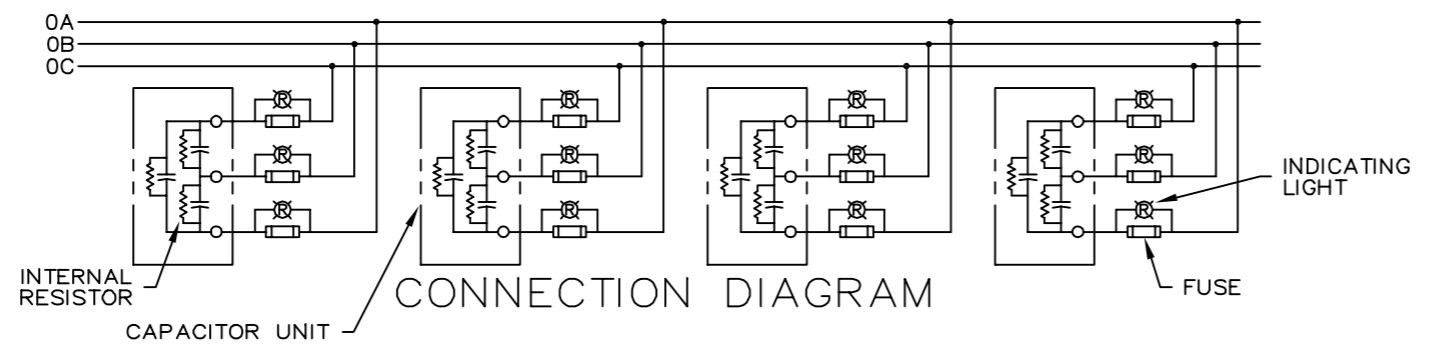 0A
0B
0C
R R R R
R R R R
R R R R
INDICATING
LIGHT
INTERNAL
RESISTOR
CONNECTION DIAGRAM
FUSE
CAPACITOR UNIT